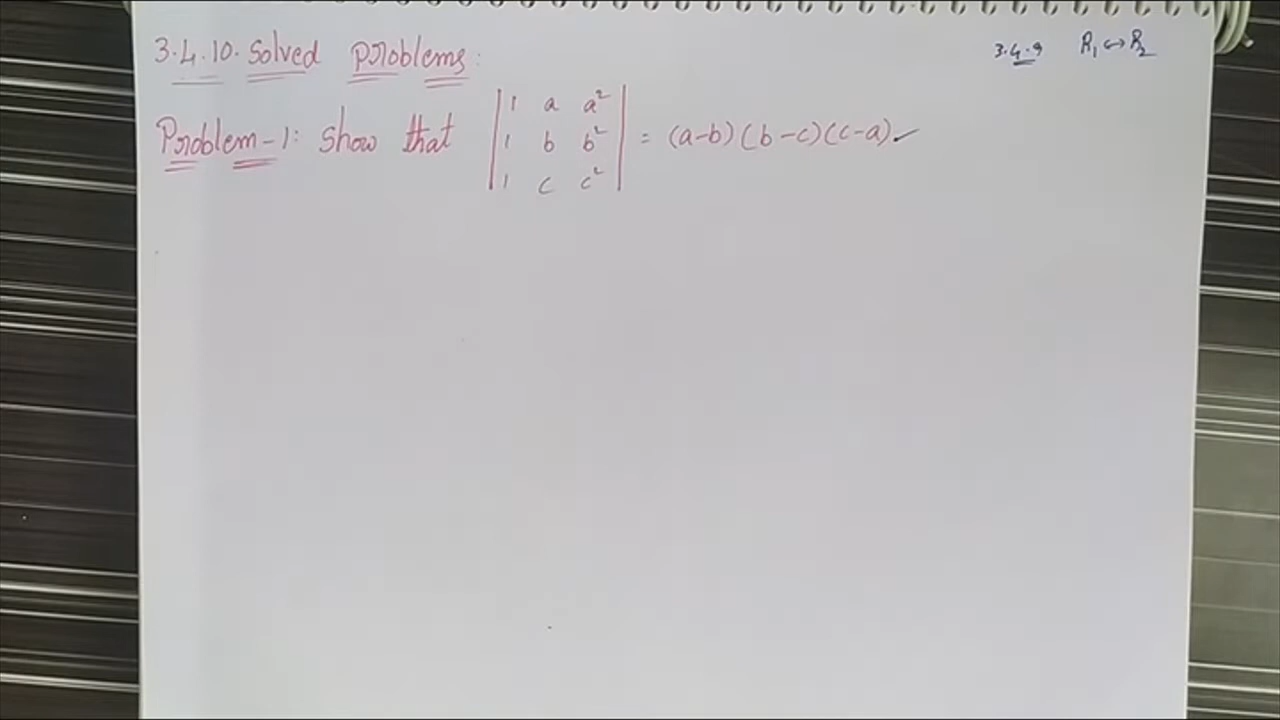 3.4.10. Solved Problems:
3.4.9 R₁↔R₂
Problem-1: Show that | 1 a a² | = (a-b)(b-c)(c-a).✓
| 1 b b² |
| 1 c c² |